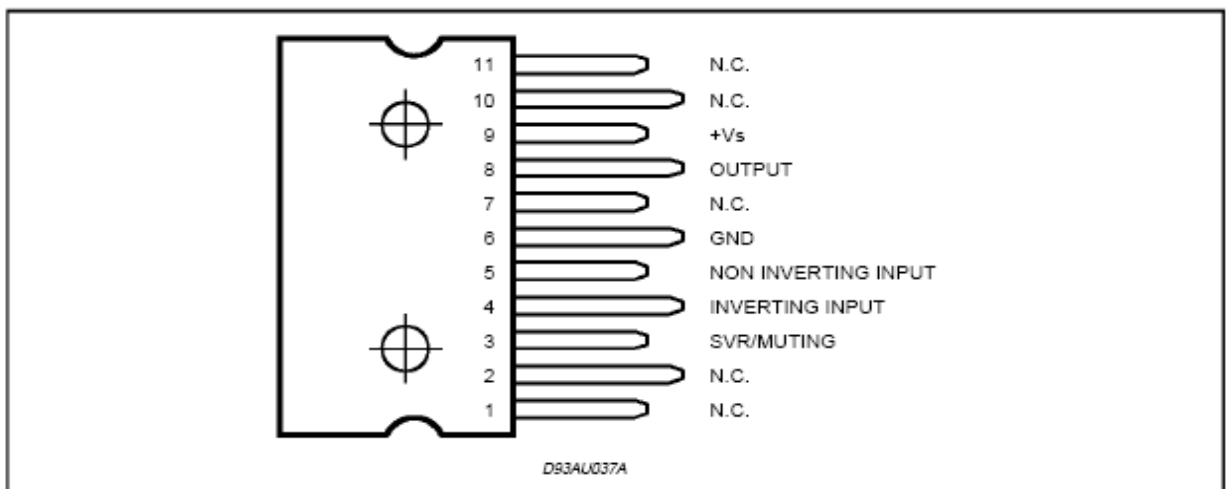 11 N.C.
10 N.C.
9 +Vs
8 OUTPUT
7 N.C.
6 GND
5 NON INVERTING INPUT
4 INVERTING INPUT
3 SVR/MUTING
2 N.C.
1 N.C.
D93AU037A